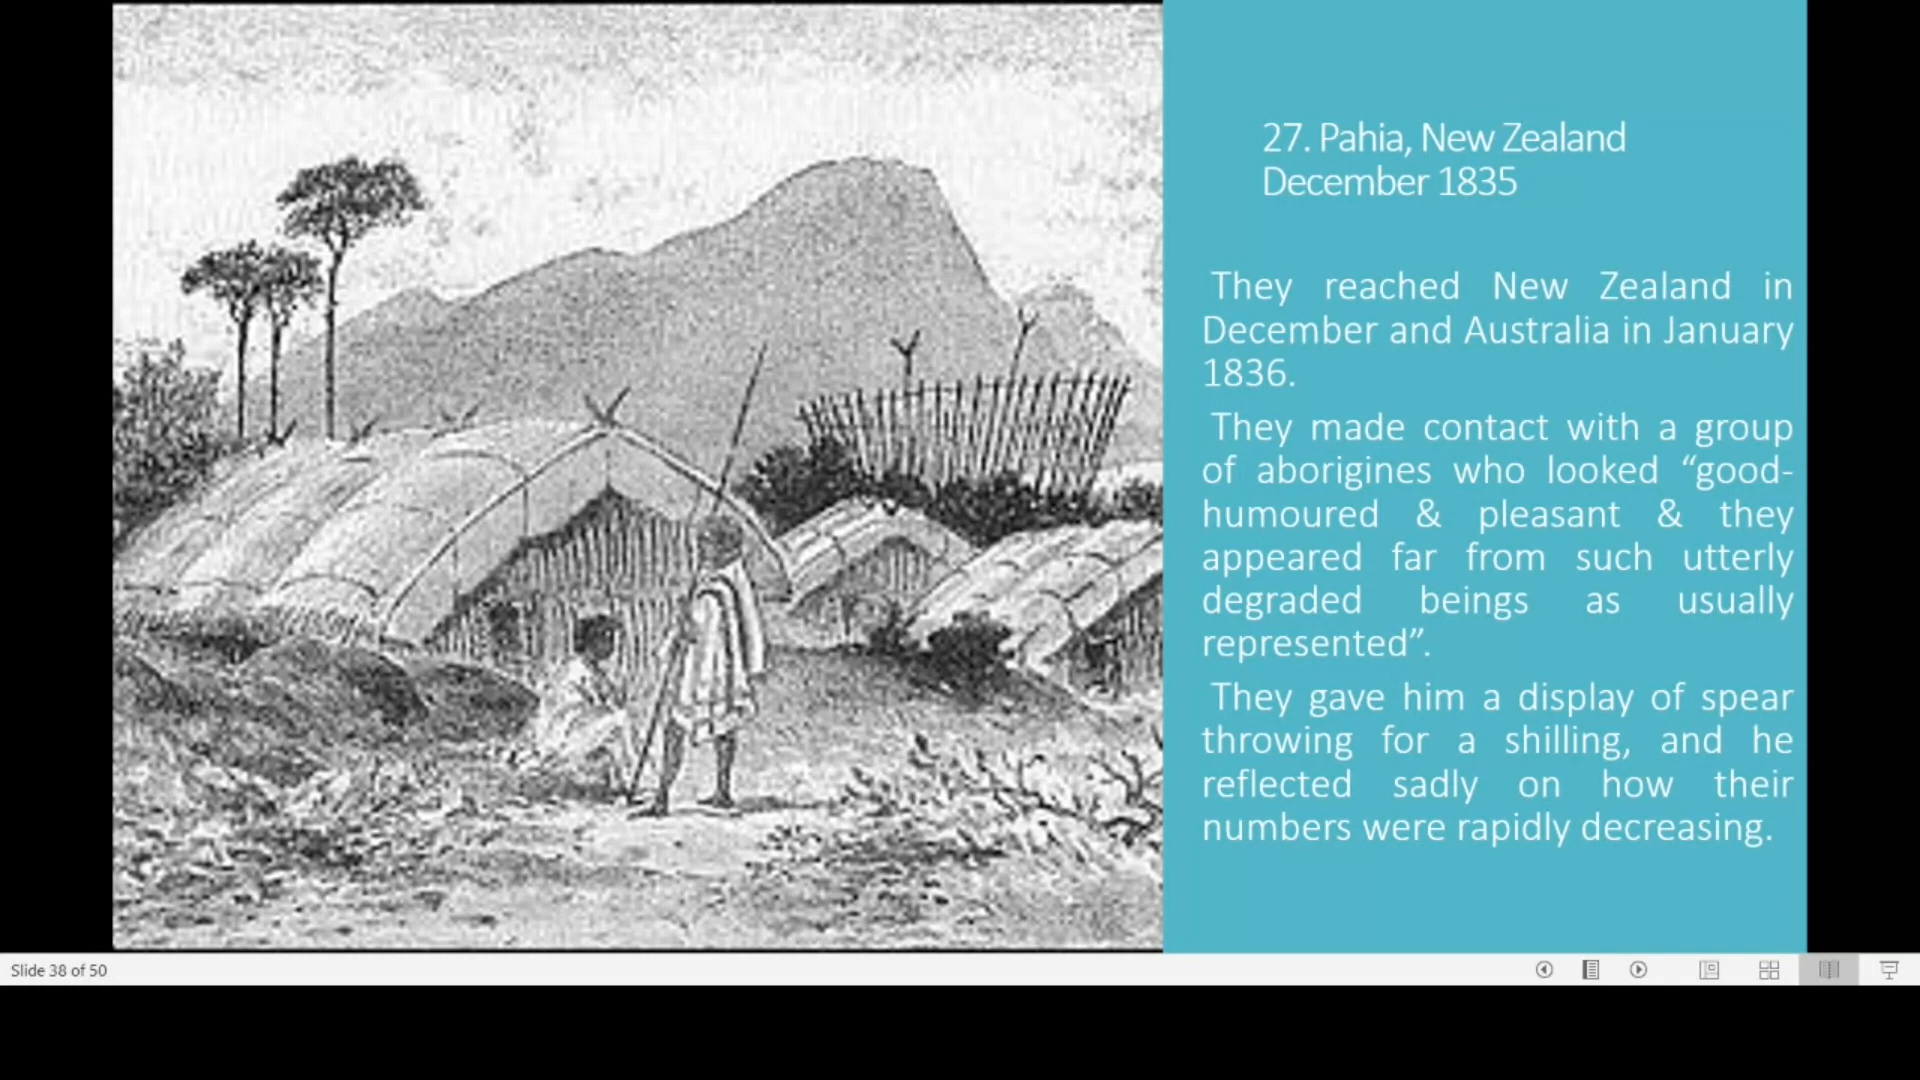 27. Pahia, New Zealand
December 1835
They reached New Zealand in
December and Australia in January
1836.
They made contact with a group
of aborigines who looked “good-
humoured & pleasant & they
appeared far from such utterly
degraded beings as usually
represented”.
They gave him a display of spear
throwing for a shilling, and he
reflected sadly on how their
numbers were rapidly decreasing.
Slide 38 of 50